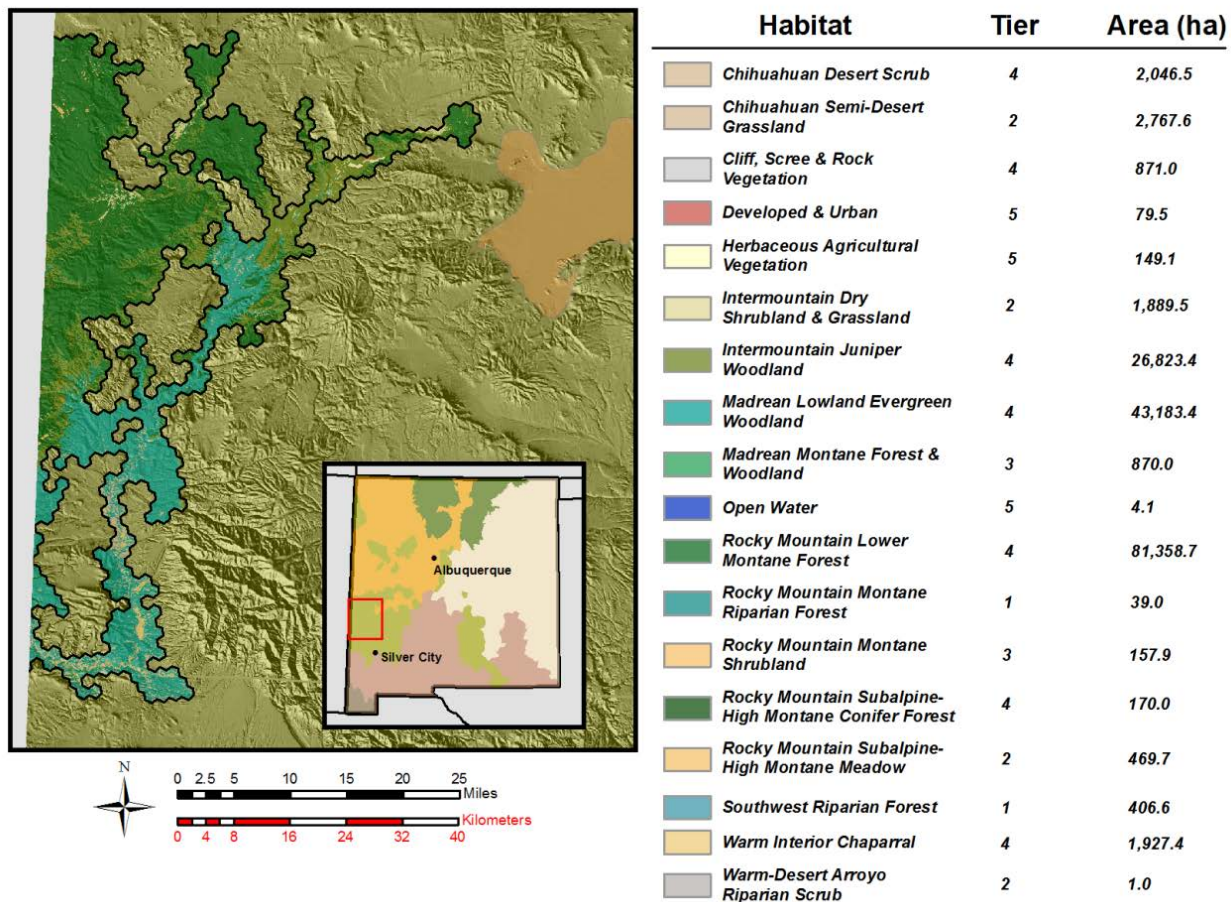 Albuquerque
Silver City
N
0 2.5 5 10 15 20 25
Miles
Kilometers
0 4 8 16 24 32 40
Habitat Tier Area (ha)
Chihuahuan Desert Scrub 4 2,046.5
Chihuahuan Semi-Desert
Grassland 2 2,767.6
Cliff, Scree & Rock
Vegetation 4 871.0
Developed & Urban 5 79.5
Herbaceous Agricultural
Vegetation 5 149.1
Intermountain Dry
Shrubland & Grassland 2 1,889.5
Intermountain Juniper
Woodland 4 26,823.4
Madrean Lowland Evergreen
Woodland 4 43,183.4
Madrean Montane Forest &
Woodland 3 870.0
Open Water 5 4.1
Rocky Mountain Lower
Montane Forest 4 81,358.7
Rocky Mountain Montane
Riparian Forest 1 39.0
Rocky Mountain Montane
Shrubland 3 157.9
Rocky Mountain Subalpine-
High Montane Conifer Forest 4 170.0
Rocky Mountain Subalpine-
High Montane Meadow 2 469.7
Southwest Riparian Forest 1 406.6
Warm Interior Chaparral 4 1,927.4
Warm-Desert Arroyo
Riparian Scrub 2 1.0